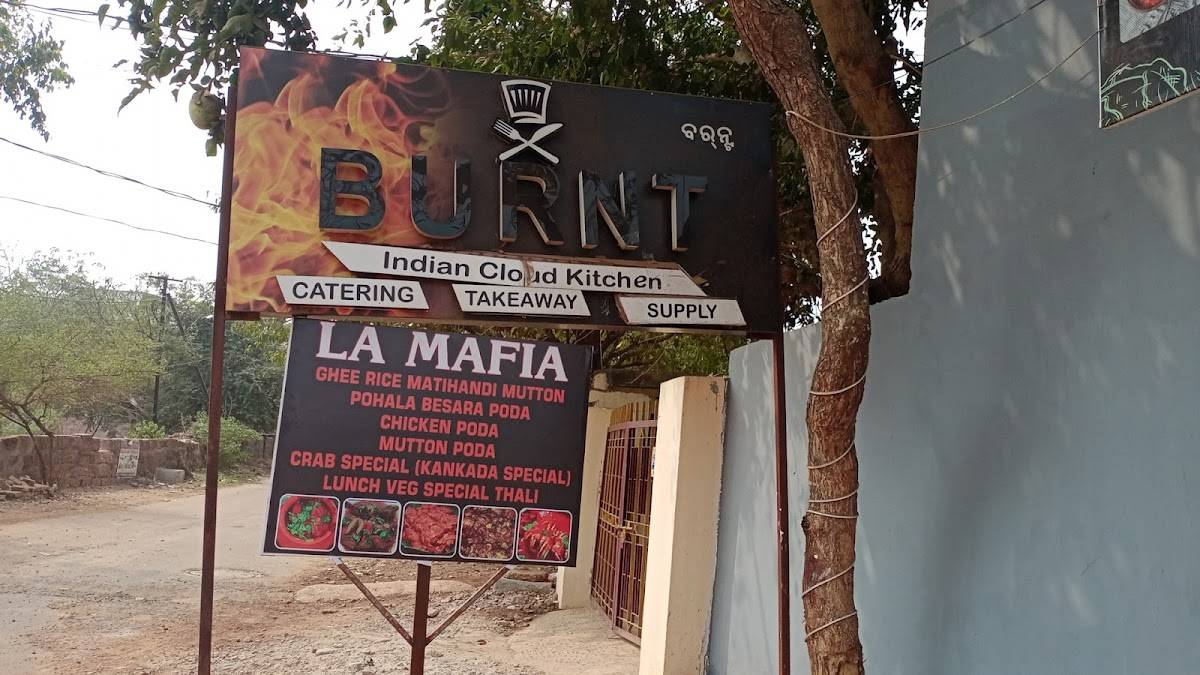 ବର୍ନ୍ଟ
BURNT
Indian Cloud Kitchen
CATERING TAKEAWAY SUPPLY
LA MAFIA
GHEE RICE MATIHANDI MUTTON
POHALA BESARA PODA
CHICKEN PODA
MUTTON PODA
CRAB SPECIAL (KANKADA SPECIAL)
LUNCH VEG SPECIAL THALI